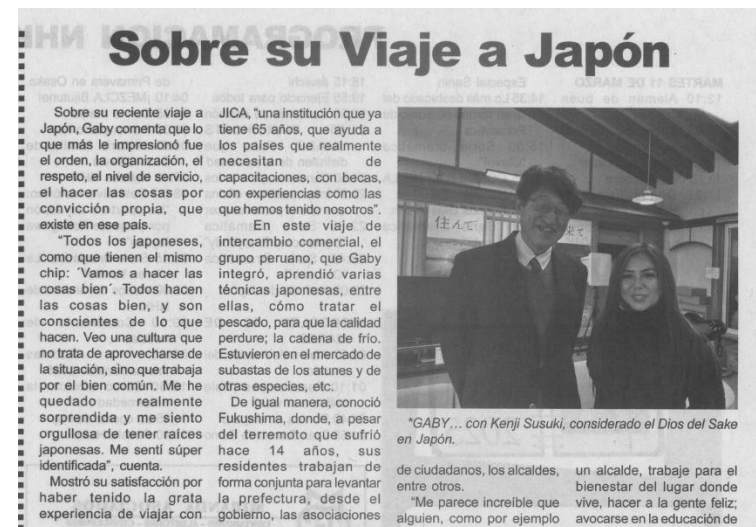 Sobre su Viaje a Japón
Sobre su reciente viaje a
Japón, Gaby comenta que lo
que más le impresionó fue
el orden, la organización, el
respeto, el nivel de servicio,
el hacer las cosas por
convicción propia, que
existe en ese país.
"Todos los japoneses,
como que tienen el mismo
chip: ´Vamos a hacer las
cosas bien´. Todos hacen
las cosas bien, y son
conscientes de lo que
hacen. Veo una cultura que
no trata de aprovecharse de
la situación, sino que trabaja
por el bien común. Me he
quedado realmente
sorprendida y me siento
orgullosa de tener raíces
japonesas. Me sentí súper
identificada", cuenta.
Mostró su satisfacción por
haber tenido la grata
experiencia de viajar con
JICA, "una institución que ya
tiene 65 años, que ayuda a
los países que realmente
necesitan de
capacitaciones, con becas,
con experiencias como las
que hemos tenido nosotros".
En este viaje de
intercambio comercial, el
grupo peruano, que Gaby
integró, aprendió varias
técnicas japonesas, entre
ellas, cómo tratar el
pescado, para que la calidad
perdure; la cadena de frío.
Estuvieron en el mercado de
subastas de los atunes y de
otras especies, etc.
De igual manera, conoció
Fukushima, donde, a pesar
del terremoto que sufrió
hace 14 años, sus
residentes trabajan de
forma conjunta para levantar
la prefectura, desde el
gobierno, las asociaciones
住んで
来て
*GABY… con Kenji Susuki, considerado el Dios del Sake
en Japón.
de ciudadanos, los alcaldes,
entre otros.
"Me parece increíble que
alguien, como por ejemplo
un alcalde, trabaje para el
bienestar del lugar donde
vive, hacer a la gente feliz;
avocarse en la educación de